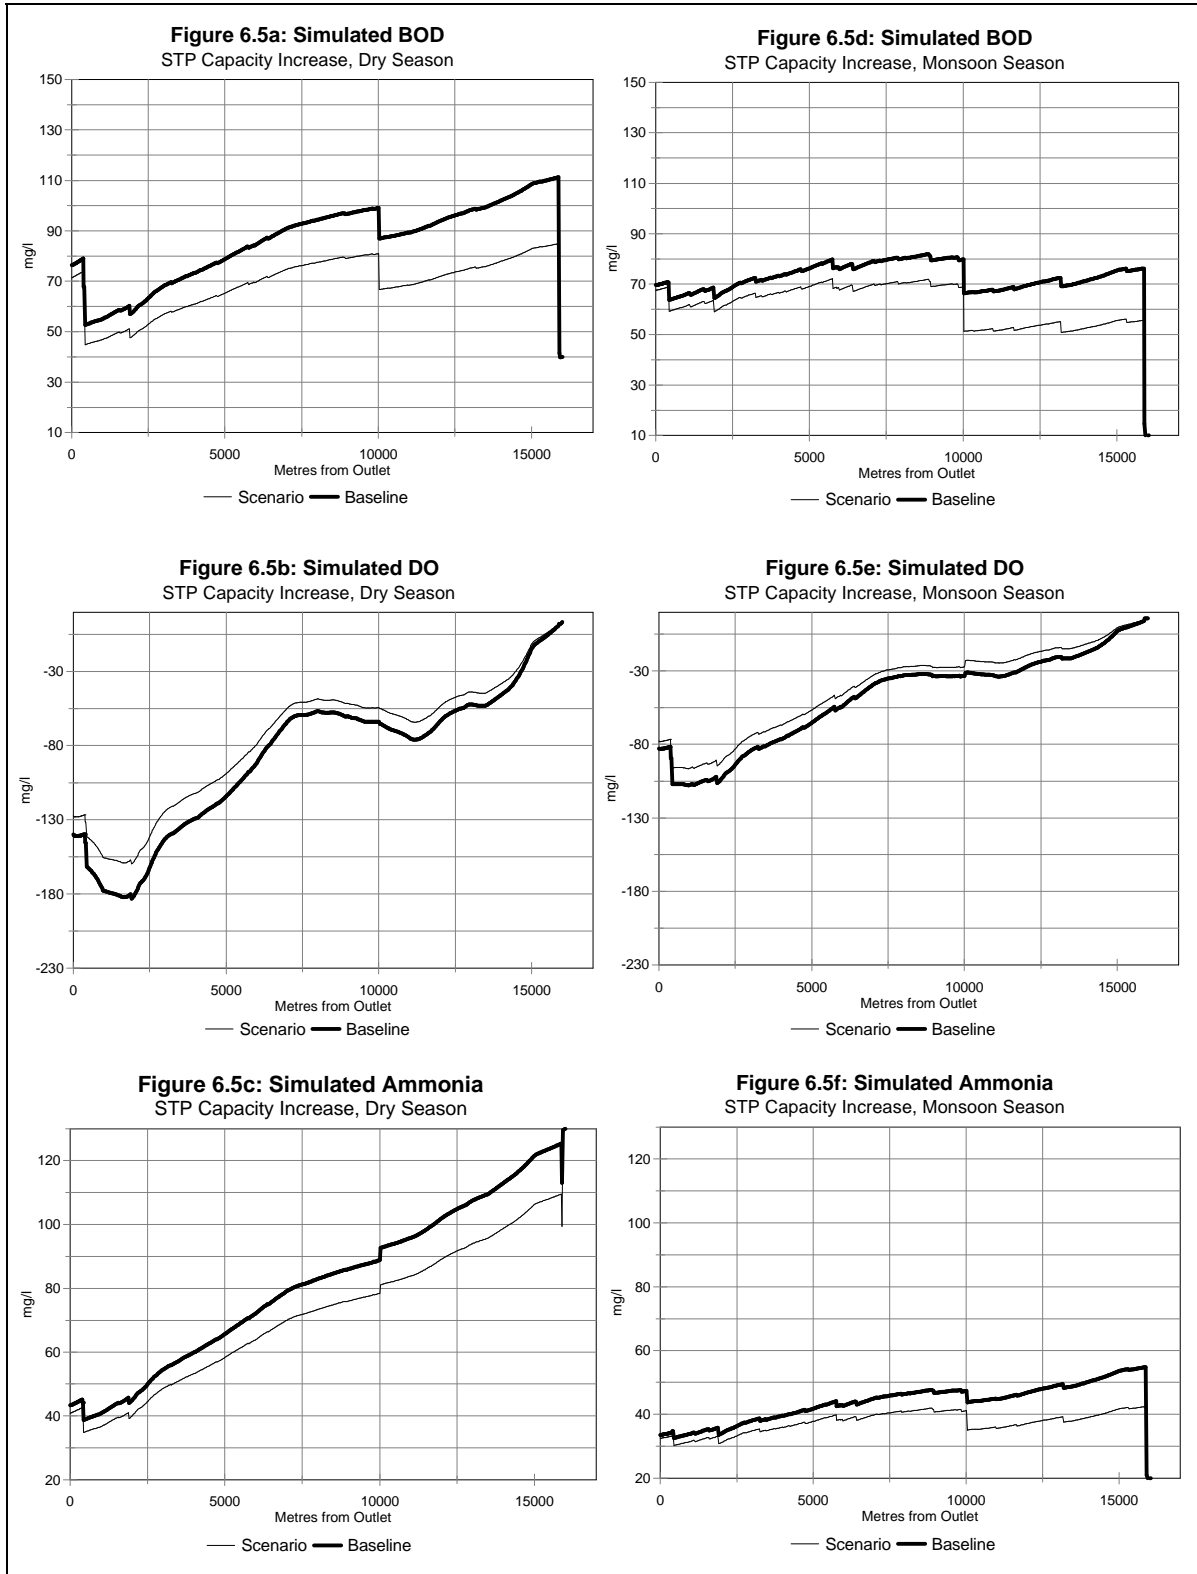 Figure 6.5a: Simulated BOD
STP Capacity Increase, Dry Season
150
130
110
90
70
50
30
10
mg/l
0
5000
10000
15000
Metres from Outlet
Scenario
Baseline
Figure 6.5d: Simulated BOD
STP Capacity Increase, Monsoon Season
150
130
110
90
70
50
30
10
mg/l
0
5000
10000
15000
Metres from Outlet
Scenario
Baseline
Figure 6.5b: Simulated DO
STP Capacity Increase, Dry Season
-30
-80
-130
-180
-230
mg/l
0
5000
10000
15000
Metres from Outlet
Scenario
Baseline
Figure 6.5e: Simulated DO
STP Capacity Increase, Monsoon Season
-30
-80
-130
-180
-230
mg/l
0
5000
10000
15000
Metres from Outlet
Scenario
Baseline
Figure 6.5c: Simulated Ammonia
STP Capacity Increase, Dry Season
120
100
80
60
40
20
mg/l
0
5000
10000
15000
Metres from Outlet
Scenario
Baseline
Figure 6.5f: Simulated Ammonia
STP Capacity Increase, Monsoon Season
120
100
80
60
40
20
mg/l
0
5000
10000
15000
Metres from Outlet
Scenario
Baseline